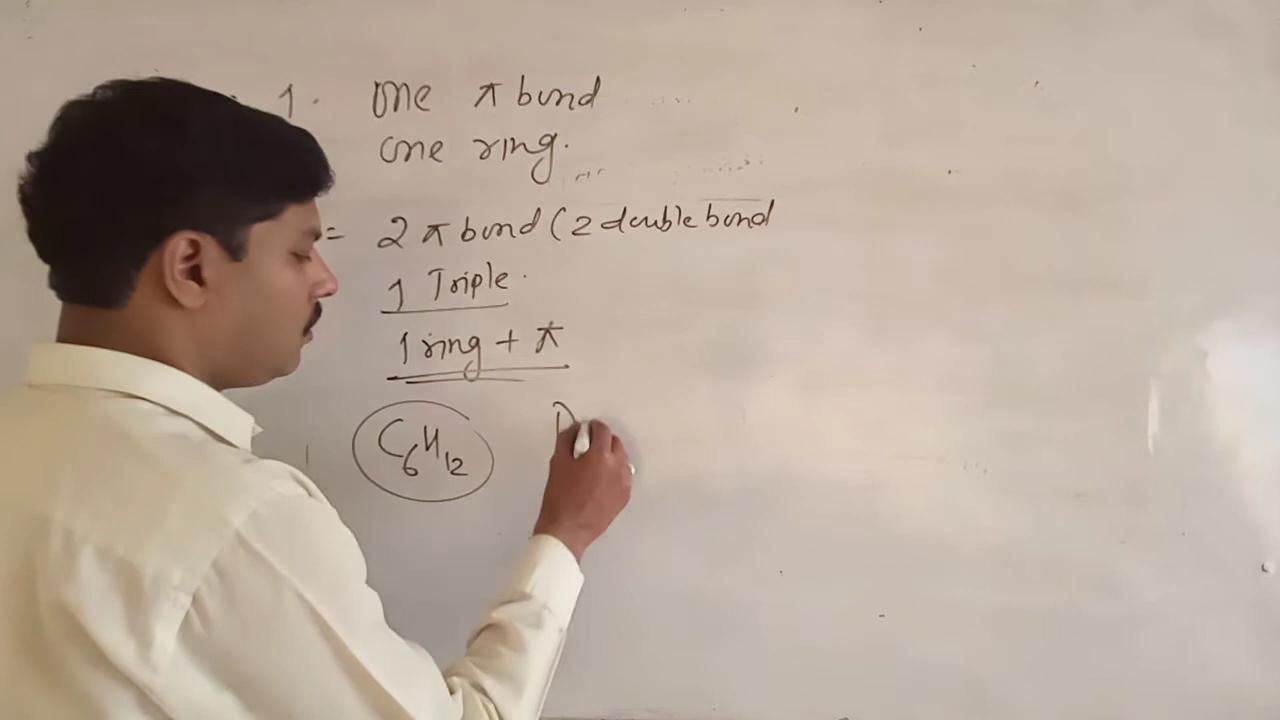 1. one π bond
one ring.
= 2 π bond (2 double bond
1 Triple.
1 ring + π
C6H12 D